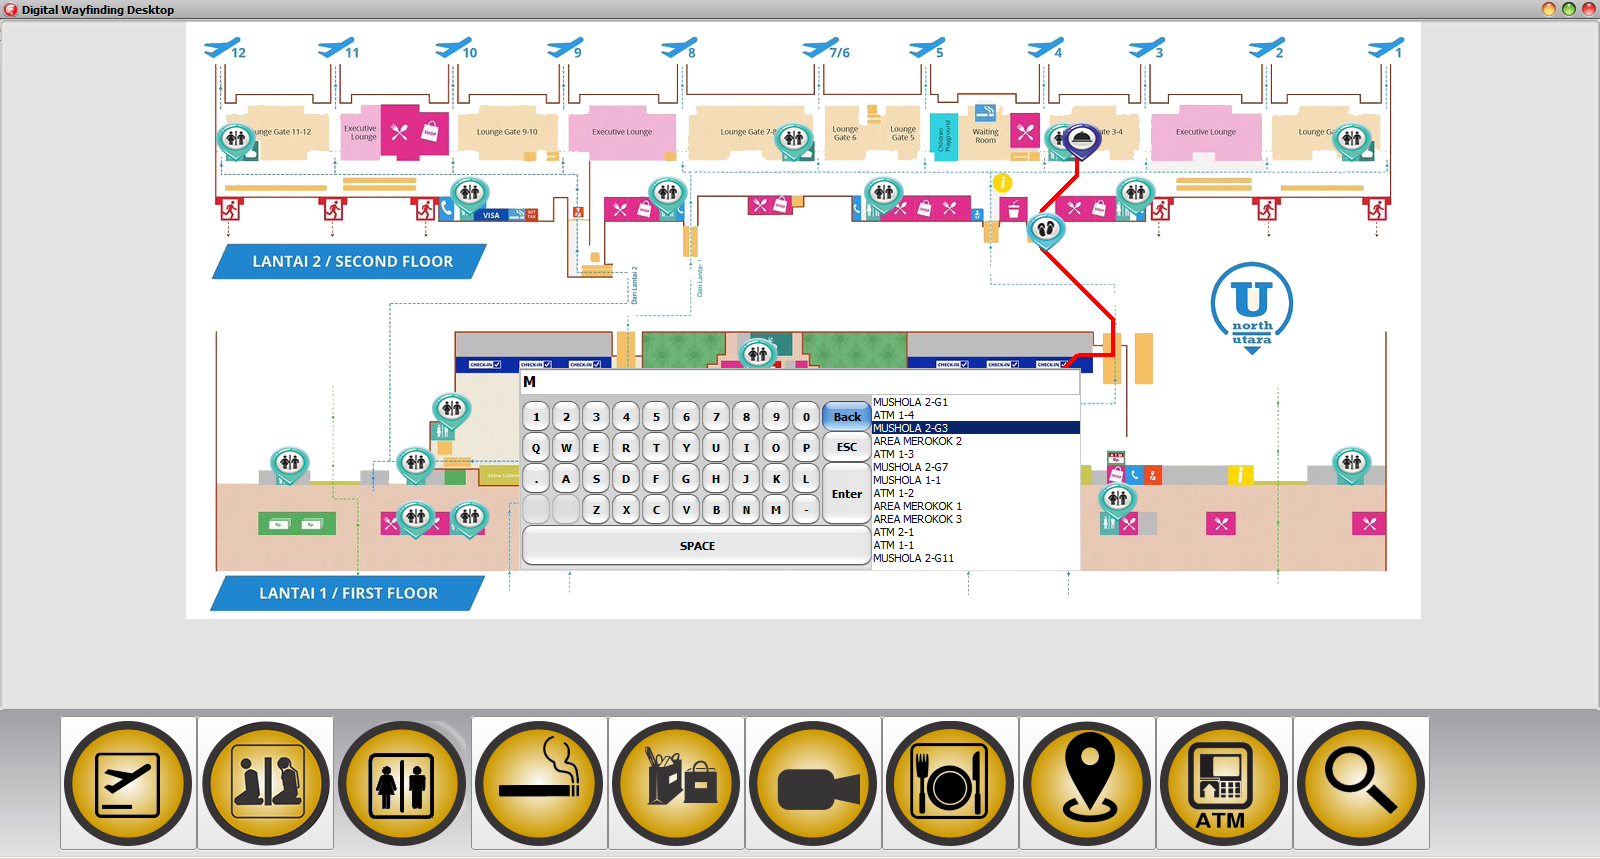 Digital Wayfinding Desktop
12
11
10
9
8
7/6
5
4
3
2
1
Lounge Gate 11-12
Executive
Lounge
Lounge Gate 9-10
Executive Lounge
Lounge Gate 7-8
Lounge
Gate 6
Lounge
Gate 5
Children
Playground
Waiting
Room
3-4
Executive Lounge
VISA
LANTAI 2 / SECOND FLOOR
Dari Lantai 2
Dari Lantai 1
U
north
utara
CHECK-IN
CHECK-IN
CHECK-IN
CHECK-IN
CHECK-IN
CHECK-IN
M
1 2 3 4 5 6 7 8 9 0 Back
Q W E R T Y U I O P ESC
. A S D F G H J K L
Enter
Z X C V B N M -
SPACE
MUSHOLA 2-G1
ATM 1-4
MUSHOLA 2-G3
AREA MEROKOK 2
ATM 1-3
MUSHOLA 2-G7
MUSHOLA 1-1
ATM 1-2
AREA MEROKOK 1
AREA MEROKOK 3
ATM 2-1
ATM 1-1
MUSHOLA 2-G11
LANTAI 1 / FIRST FLOOR
ATM